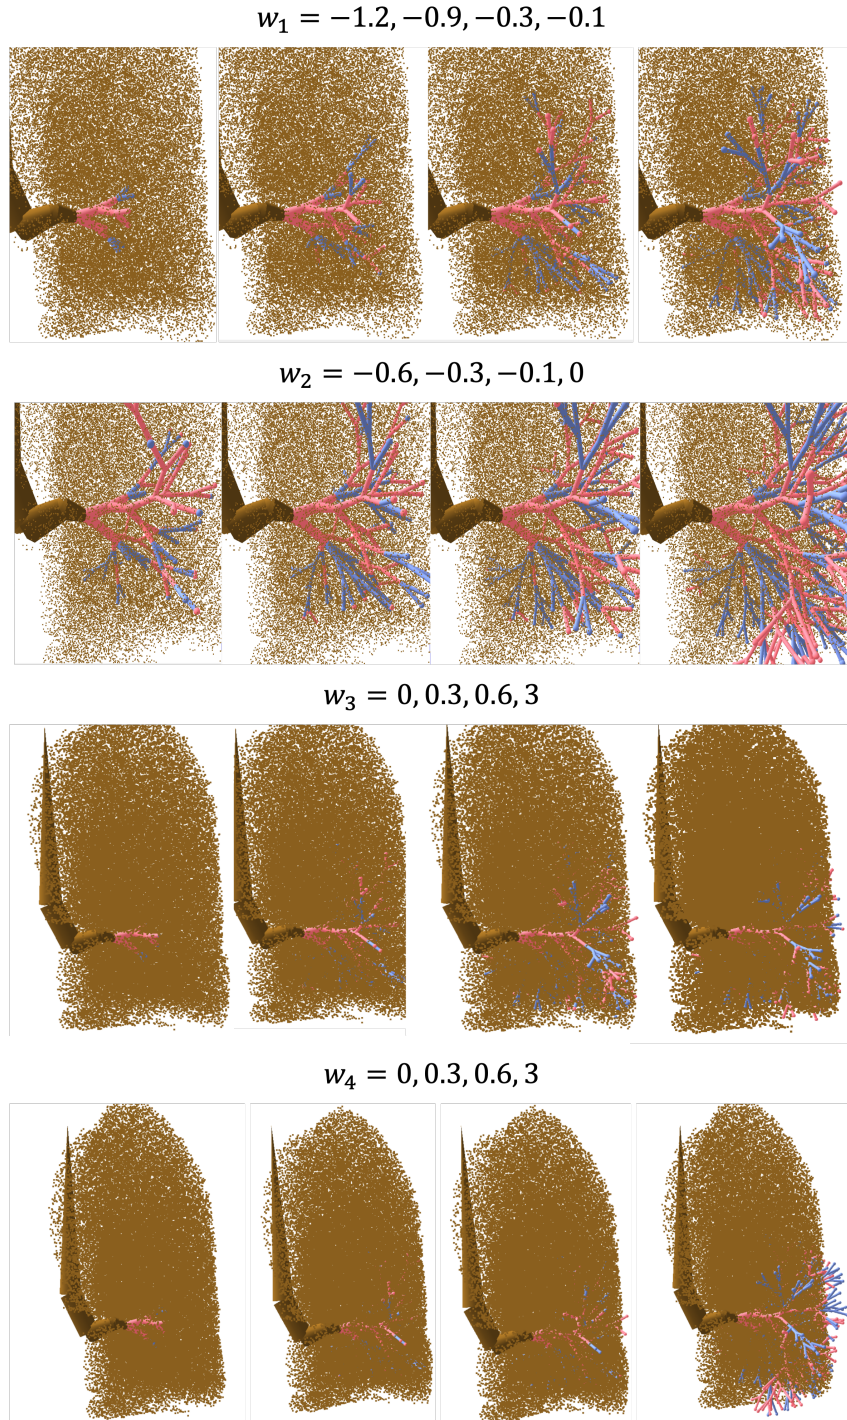 w₁ = −1.2, −0.9, −0.3, −0.1
w₂ = −0.6, −0.3, −0.1, 0
w₃ = 0, 0.3, 0.6, 3
w₄ = 0, 0.3, 0.6, 3